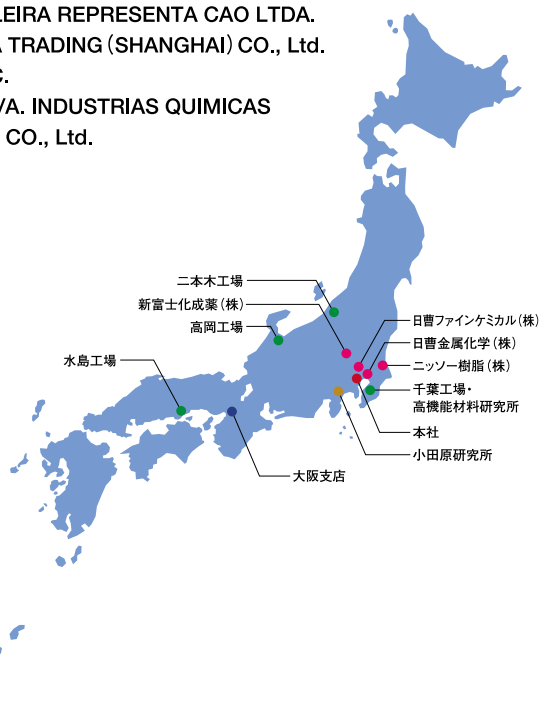 LEIRA REPRESENTA CAO LTDA.
A TRADING (SHANGHAI) CO., Ltd.
C.
/A. INDUSTRIAS QUIMICAS
CO., Ltd.
二本木工場
新富士化成薬(株)
高岡工場
水島工場
日曹ファインケミカル(株)
日曹金属化学(株)
ニッソー樹脂(株)
千葉工場・
高機能材料研究所
本社
小田原研究所
大阪支店